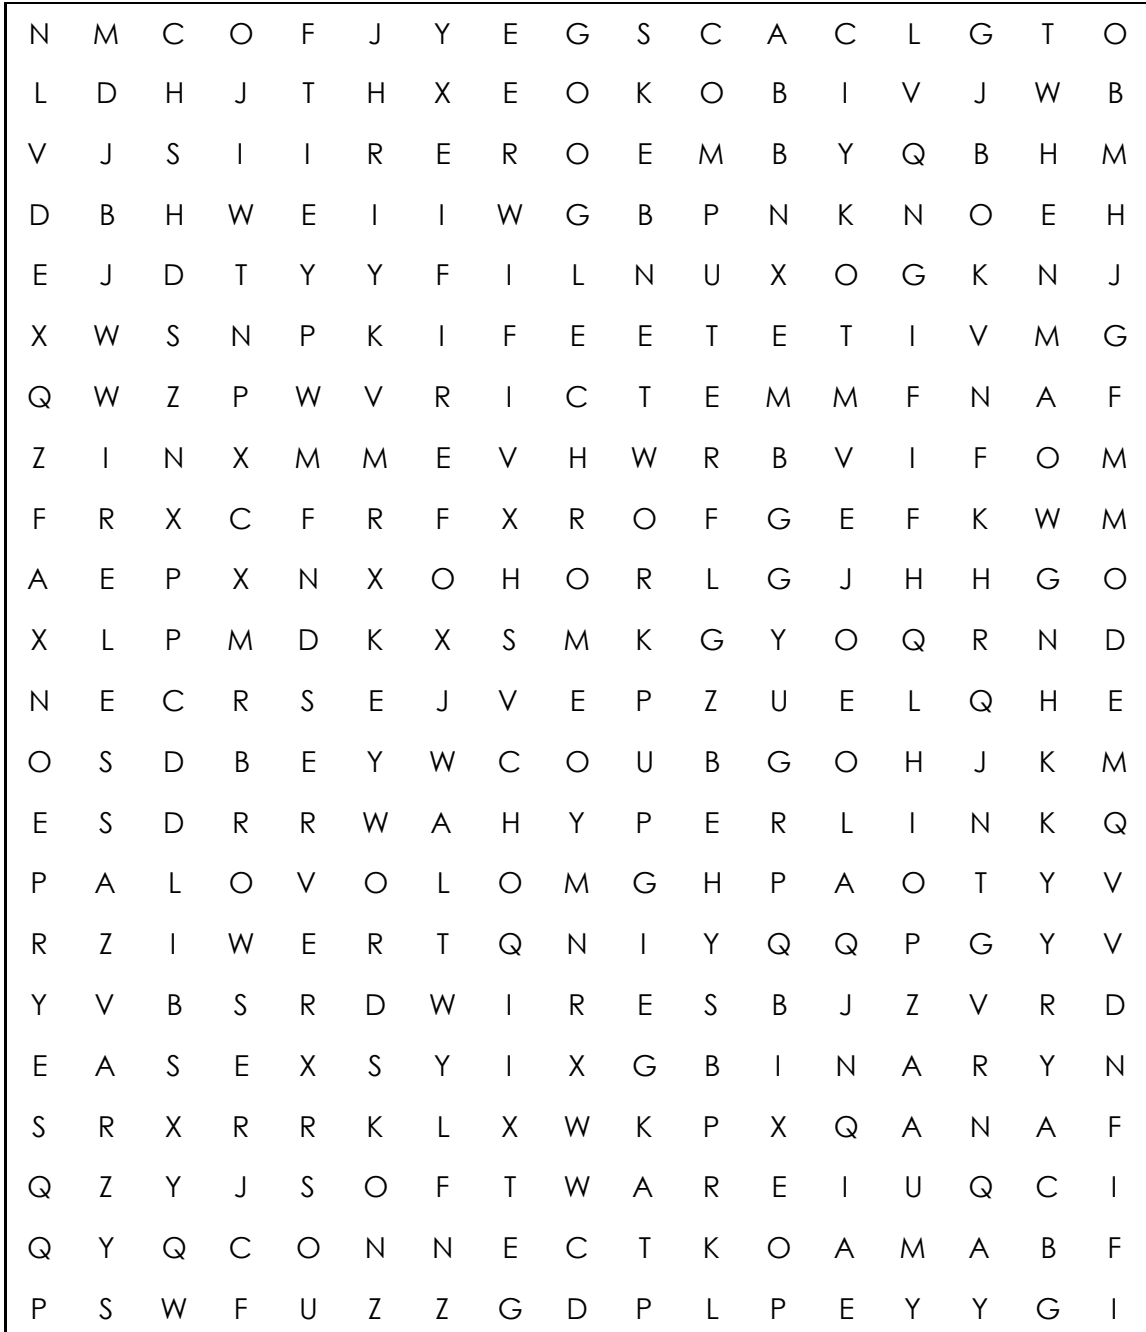 N M C O F J Y E G S C A C L G T O
L D H J T H X E O K O B I V J W B
V J S I I R E R O E M B Y Q B H M
D B H W E I I W G B P N K N O E H
E J D T Y Y F I L N U X O G K N J
X W S N P K I F E E T E T I V M G
Q W Z P W V R I C T E M M F N A F
Z I N X M M E V H W R B V I F O M
F R X C F R F X R O F G E F K W M
A E P X N X O H O R L G J H H G O
X L P M D K X S M K G Y O Q R N D
N E C R S E J V E P Z U E L Q H E
O S D B E Y W C O U B G O H J K M
E S D R R W A H Y P E R L I N K Q
P A L O V O L O M G H P A O T Y V
R Z I W E R T Q N I Y Q Q P G Y V
Y V B S R D W I R E S B J Z V R D
E A S E X S Y I X G B I N A R Y N
S R X R R K L X W K P X Q A N A F
Q Z Y J S O F T W A R E I U Q C I
Q Y Q C O N N E C T K O A M A B F
P S W F U Z Z G D P L P E Y Y G I